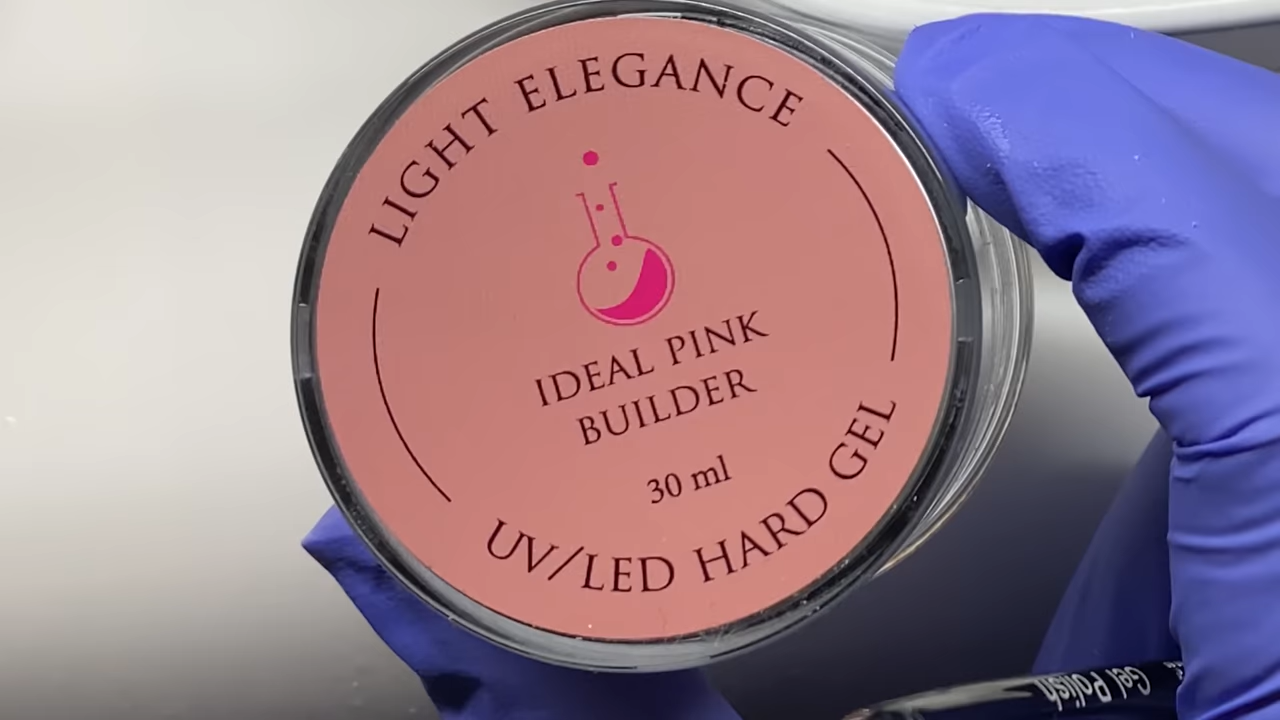 LIGHT ELEGANCE
IDEAL PINK
BUILDER
30 ml
UV/LED HARD GEL
Gel Polish